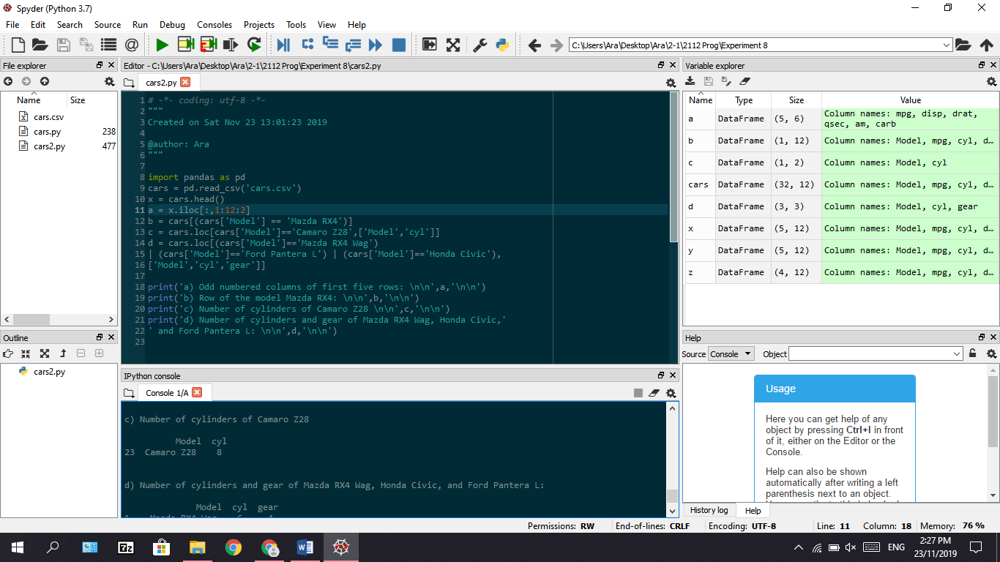 Spyder (Python 3.7)
File Edit Search Source Run Debug Consoles Projects Tools View Help
C:\Users\Ara\Desktop\Ara\2-1\2112 Prog\Experiment 8
File explorer
Name Size
cars.csv
cars.py 238
cars2.py 477
Outline
cars2.py
Editor - C:\Users\Ara\Desktop\Ara\2-1\2112 Prog\Experiment 8\cars2.py
cars2.py
1 # -*- coding: utf-8 -*-
2 """
3 Created on Sat Nov 23 13:01:23 2019
4
5 @author: Ara
6 """
7
8 import pandas as pd
9 cars = pd.read_csv('cars.csv')
10 x = cars.head()
11 a = x.iloc[:,1:12:2]
12 b = cars[(cars['Model'] == 'Mazda RX4')]
13 c = cars.loc[cars['Model']=='Camaro Z28',['Model','cyl']]
14 d = cars.loc[(cars['Model']=='Mazda RX4 Wag')
15 | (cars['Model']=='Ford Pantera L') | (cars['Model']=='Honda Civic'),
16 ['Model','cyl','gear']]
17
18 print('a) Odd numbered columns of first five rows: \n\n',a,'\n\n')
19 print('b) Row of the model Mazda RX4: \n\n',b,'\n\n')
20 print('c) Number of cylinders of Camaro Z28 \n\n',c,'\n\n')
21 print('d) Number of cylinders and gear of Mazda RX4 Wag, Honda Civic,'
22 ' and Ford Pantera L: \n\n',d,'\n\n')
23
IPython console
Console 1/A
c) Number of cylinders of Camaro Z28
Model cyl
23 Camaro Z28 8
d) Number of cylinders and gear of Mazda RX4 Wag, Honda Civic, and Ford Pantera L:
Model cyl gear
1 Mazda RX4 Wag 6 4
Variable explorer
Name Type Size Value
a DataFrame (5, 6) Column names: mpg, disp, drat,
qsec, am, carb
b DataFrame (1, 12) Column names: Model, mpg, cyl, d...
c DataFrame (1, 2) Column names: Model, cyl
cars DataFrame (32, 12) Column names: Model, mpg, cyl, d...
d DataFrame (3, 3) Column names: Model, cyl, gear
x DataFrame (5, 12) Column names: Model, mpg, cyl, d...
y DataFrame (5, 12) Column names: Model, mpg, cyl, d...
z DataFrame (4, 12) Column names: Model, mpg, cyl, d...
Help
Source Console Object
Usage
Here you can get help of any
object by pressing Ctrl+I in front
of it, either on the Editor or the
Console.
Help can also be shown
automatically after writing a left
parenthesis next to an object.
History log Help
Permissions: RW End-of-lines: CRLF Encoding: UTF-8 Line: 11 Column: 18 Memory: 76 %
7z
ENG
2:27 PM
23/11/2019